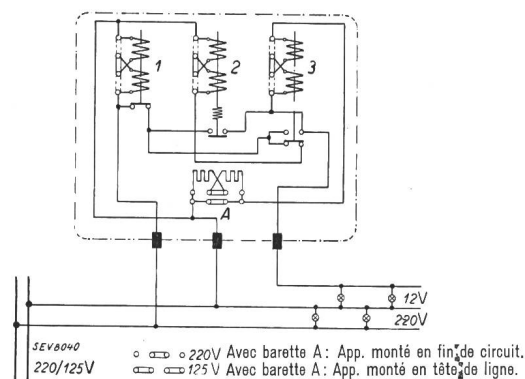 1 2 3
A
12V
220V
SEV8040
220/125V
220V Avec barette A: App. monté en fin de circuit.
125V Avec barette A: App. monté en tête de ligne.